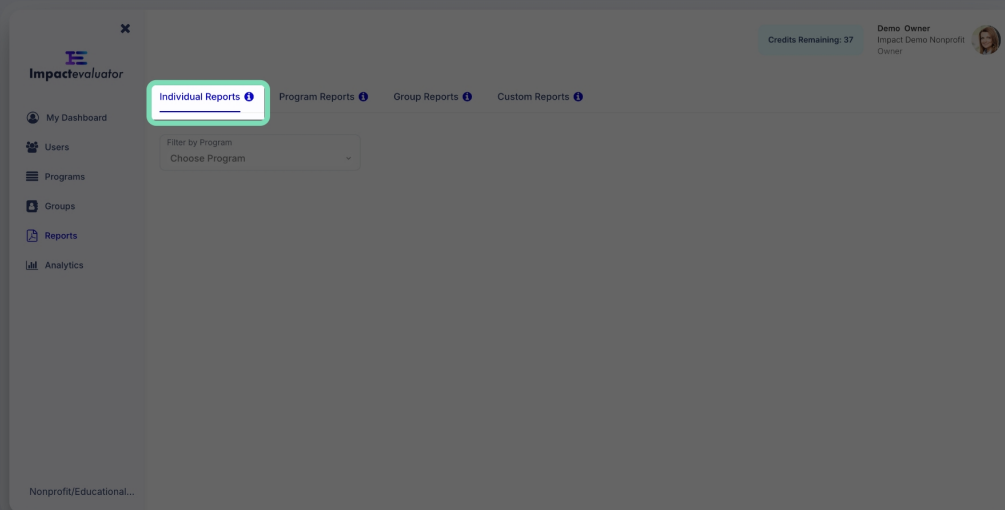 Credits Remaining: 37
Demo Owner
Impact Demo Nonprofit
Owner
IE
Impactevaluator
Individual Reports
Program Reports
Group Reports
Custom Reports
My Dashboard
Users
Programs
Groups
Reports
Analytics
Filter by Program
Choose Program
Nonprofit/Educational...